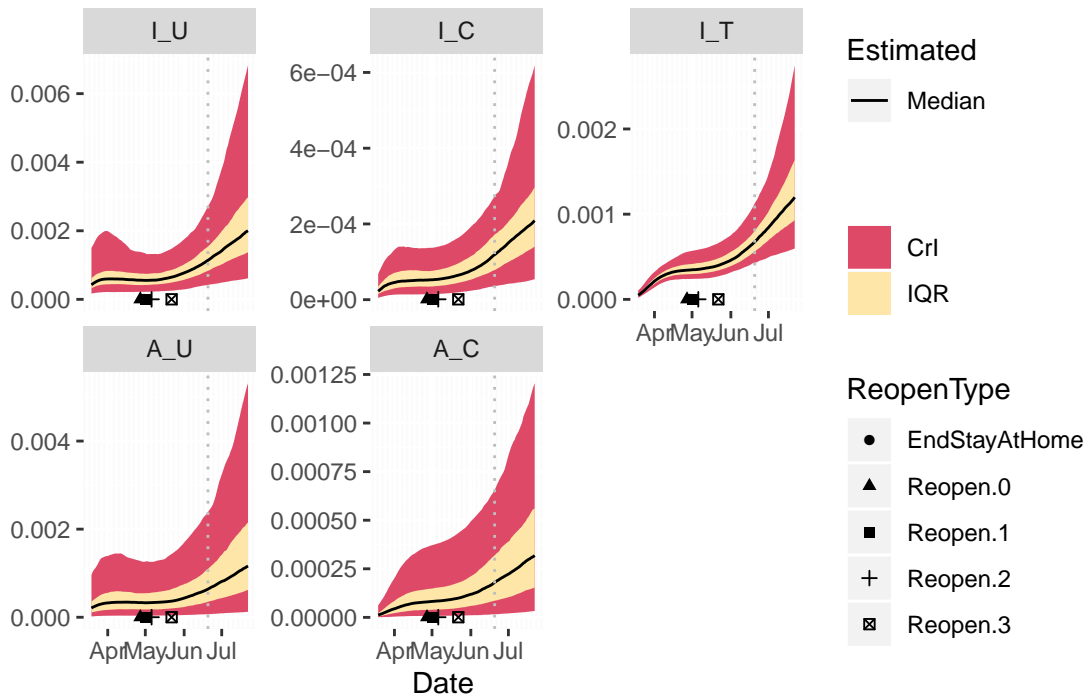 I_U
I_C
I_T
0.006
0.004
0.002
0.000
6e−04
4e−04
2e−04
0e+00
0.002
0.001
0.000
Apr May Jun Jul
A_U
A_C
0.004
0.002
0.000
0.00125
0.00100
0.00075
0.00050
0.00025
0.00000
Apr May Jun Jul
Apr May Jun Jul
Date
Estimated
Median
CrI
IQR
ReopenType
EndStayAtHome
Reopen.0
Reopen.1
Reopen.2
Reopen.3